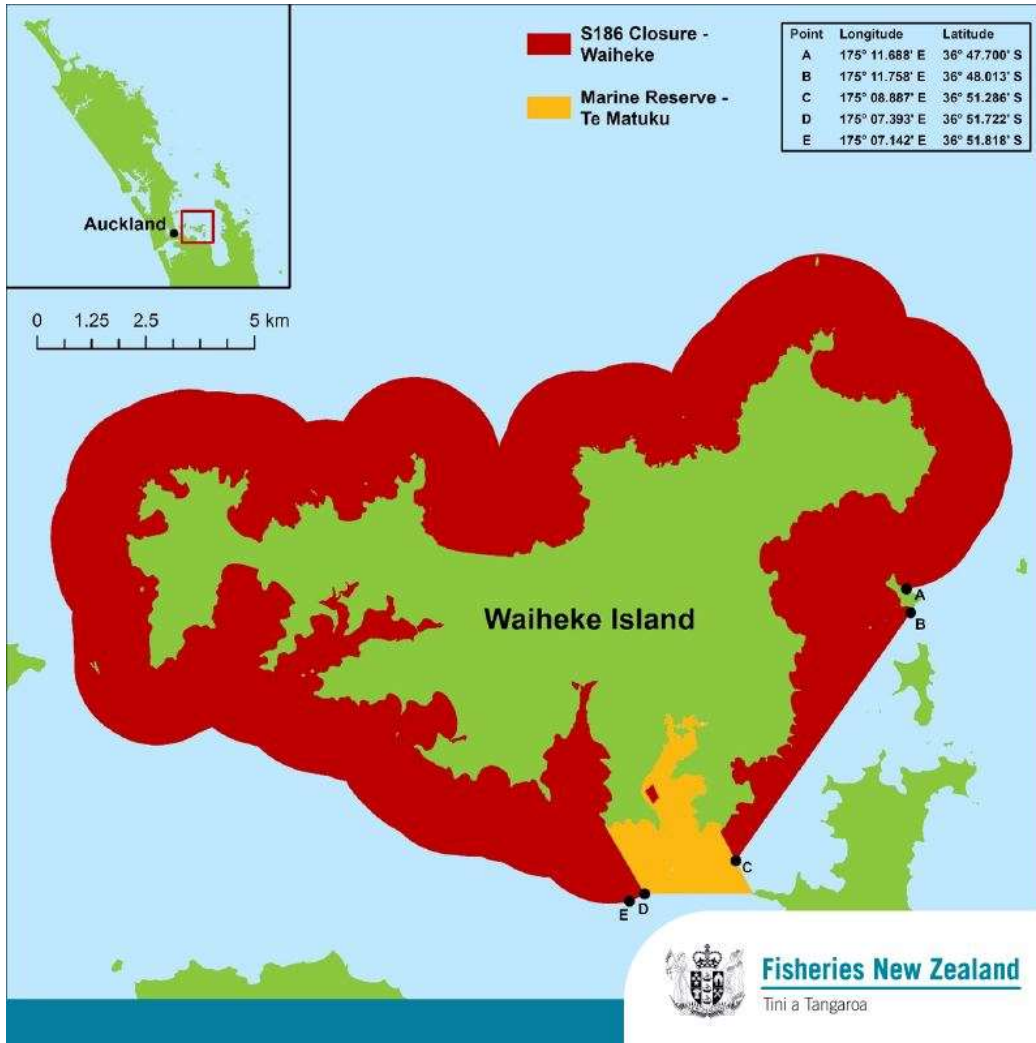 S186 Closure -
Waiheke
Marine Reserve -
Te Matuku
Point Longitude Latitude
A 175° 11.688' E 36° 47.700' S
B 175° 11.758' E 36° 48.013' S
C 175° 08.887' E 36° 51.286' S
D 175° 07.393' E 36° 51.722' S
E 175° 07.142' E 36° 51.818' S
Auckland
0 1.25 2.5 5 km
A
B
Waiheke Island
C
D
E
Fisheries New Zealand
Tini a Tangaroa